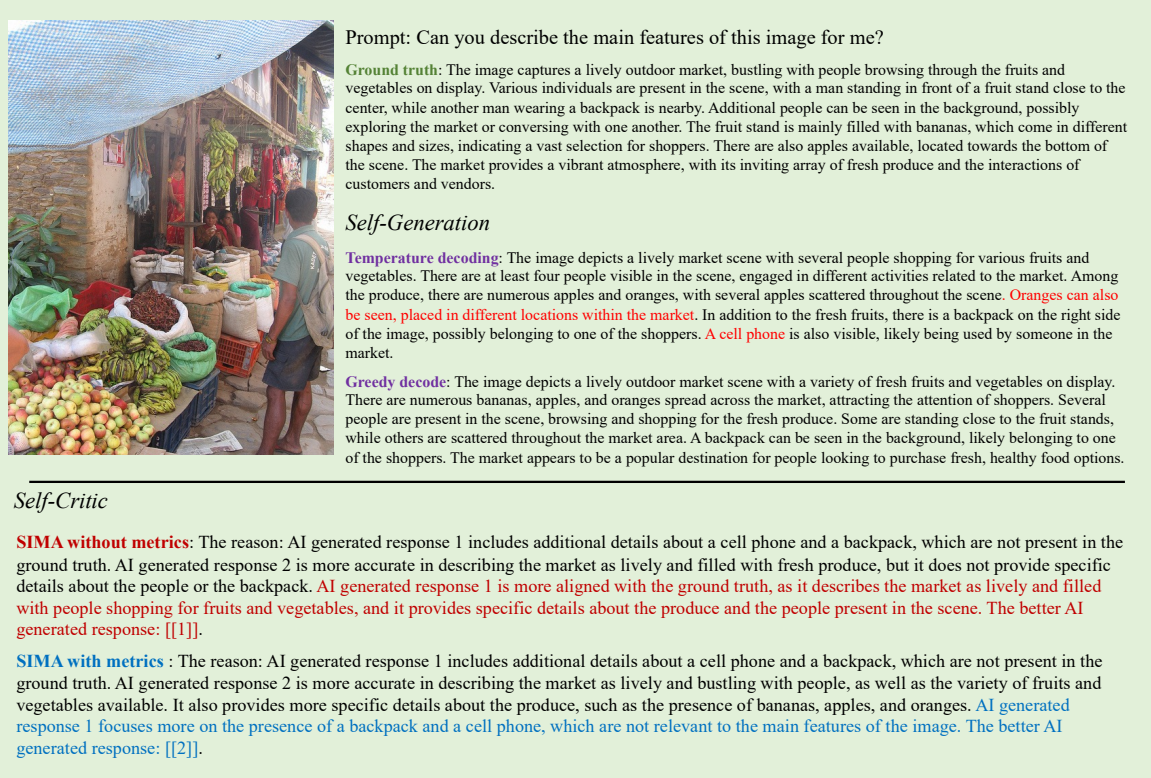 Prompt: Can you describe the main features of this image for me?
Ground truth: The image captures a lively outdoor market, bustling with people browsing through the fruits and
vegetables on display. Various individuals are present in the scene, with a man standing in front of a fruit stand close to the
center, while another man wearing a backpack is nearby. Additional people can be seen in the background, possibly
exploring the market or conversing with one another. The fruit stand is mainly filled with bananas, which come in different
shapes and sizes, indicating a vast selection for shoppers. There are also apples available, located towards the bottom of
the scene. The market provides a vibrant atmosphere, with its inviting array of fresh produce and the interactions of
customers and vendors.
Self-Generation
Temperature decoding: The image depicts a lively market scene with several people shopping for various fruits and
vegetables. There are at least four people visible in the scene, engaged in different activities related to the market. Among
the produce, there are numerous apples and oranges, with several apples scattered throughout the scene. Oranges can also
be seen, placed in different locations within the market. In addition to the fresh fruits, there is a backpack on the right side
of the image, possibly belonging to one of the shoppers. A cell phone is also visible, likely being used by someone in the
market.
Greedy decode: The image depicts a lively outdoor market scene with a variety of fresh fruits and vegetables on display.
There are numerous bananas, apples, and oranges spread across the market, attracting the attention of shoppers. Several
people are present in the scene, browsing and shopping for the fresh produce. Some are standing close to the fruit stands,
while others are scattered throughout the market area. A backpack can be seen in the background, likely belonging to one
of the shoppers. The market appears to be a popular destination for people looking to purchase fresh, healthy food options.
Self-Critic
SIMA without metrics: The reason: AI generated response 1 includes additional details about a cell phone and a backpack, which are not present in the
ground truth. AI generated response 2 is more accurate in describing the market as lively and filled with fresh produce, but it does not provide specific
details about the people or the backpack. AI generated response 1 is more aligned with the ground truth, as it describes the market as lively and filled
with people shopping for fruits and vegetables, and it provides specific details about the produce and the people present in the scene. The better AI
generated response: [[1]].
SIMA with metrics : The reason: AI generated response 1 includes additional details about a cell phone and a backpack, which are not present in the
ground truth. AI generated response 2 is more accurate in describing the market as lively and bustling with people, as well as the variety of fruits and
vegetables available. It also provides more specific details about the produce, such as the presence of bananas, apples, and oranges. AI generated
response 1 focuses more on the presence of a backpack and a cell phone, which are not relevant to the main features of the image. The better AI
generated response: [[2]].